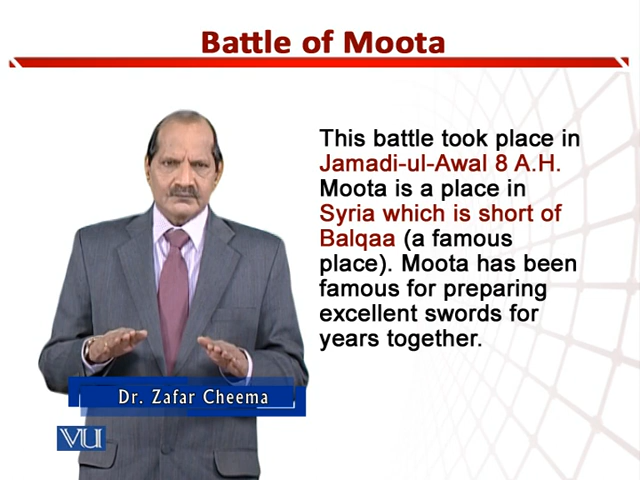 Battle of Moota
This battle took place in
Jamadi-ul-Awal 8 A.H.
Moota is a place in
Syria which is short of
Balqaa (a famous
place). Moota has been
famous for preparing
excellent swords for
years together.
Dr. Zafar Cheema
VU